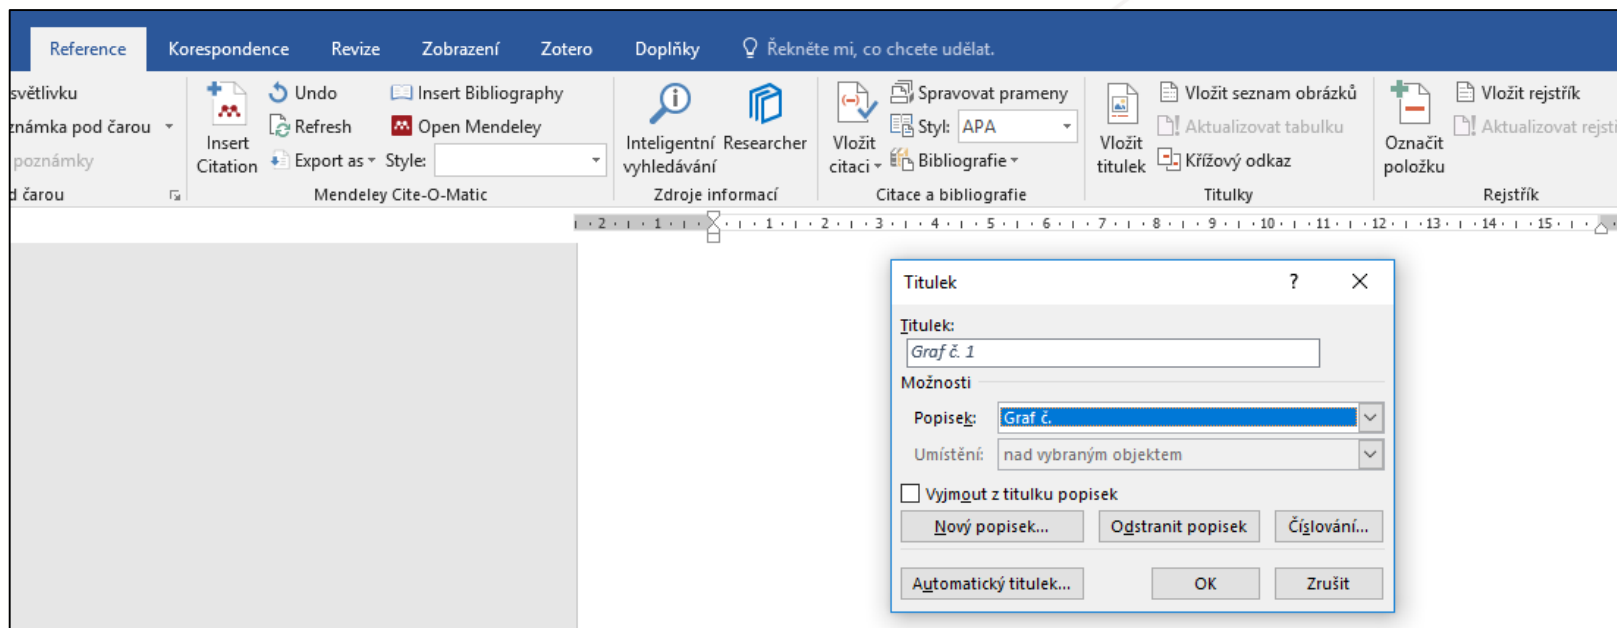 Reference Korespondence Revize Zobrazení Zotero Doplňky Řekněte mi, co chcete udělat.
světlivku
známka pod čarou
poznámky
d čarou
Insert
Citation
Undo
Refresh
Export as
Insert Bibliography
Open Mendeley
Style:
Mendeley Cite-O-Matic
Inteligentní
vyhledávání
Researcher
Zdroje informací
Vložit
citaci
Spravovat prameny
Styl: APA
Bibliografie
Citace a bibliografie
Vložit
titulek
Vložit seznam obrázků
Aktualizovat tabulku
Křížový odkaz
Titulky
Označit
položku
Vložit rejstřík
Aktualizovat rejstř
Rejstřík
2 1 1 2 3 4 5 6 7 8 9 10 11 12 13 14 15
Titulek ?
Titulek:
Graf č. 1
Možnosti
Popisek: Graf č.
Umístění: nad vybraným objektem
Vyjmout z titulku popisek
Nový popisek... Odstranit popisek Číslování...
Automatický titulek... OK Zrušit